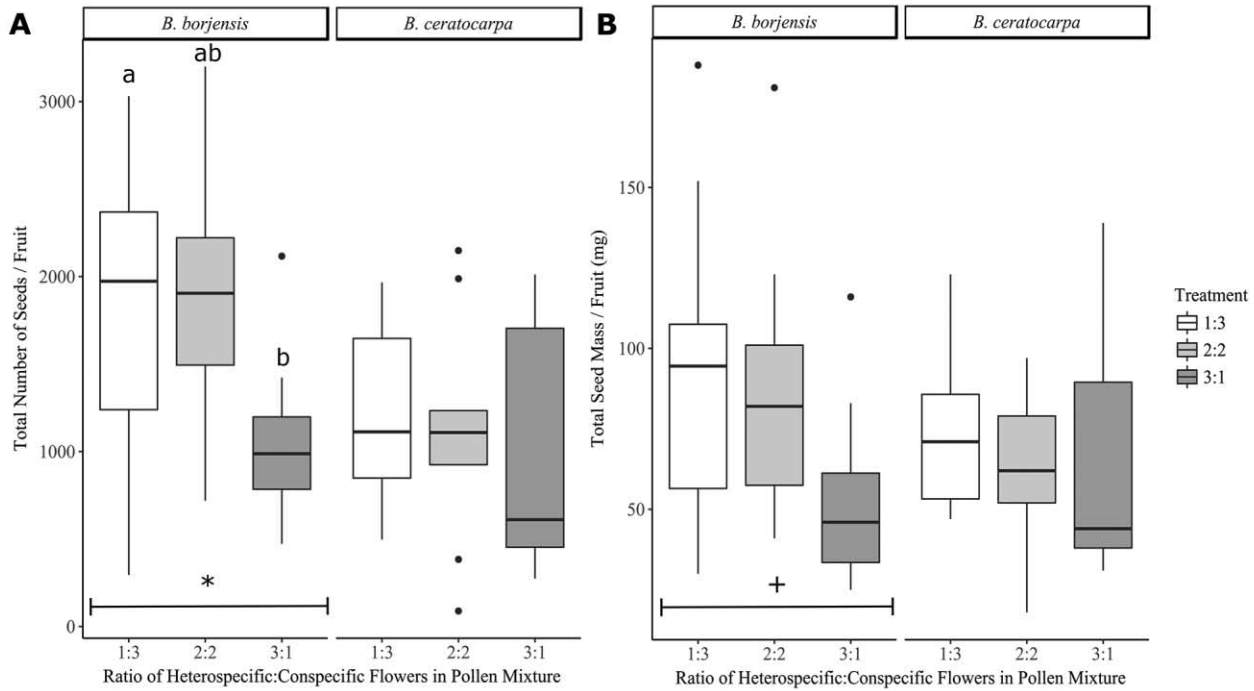 A
B. borjensis
B. ceratocarpa
Total Number of Seeds / Fruit
3000
2000
1000
0
a
ab
b
*
1:3
2:2
3:1
1:3
2:2
3:1
Ratio of Heterospecific:Conspecific Flowers in Pollen Mixture
B
B. borjensis
B. ceratocarpa
Total Seed Mass / Fruit (mg)
150
100
50
+
1:3
2:2
3:1
1:3
2:2
3:1
Ratio of Heterospecific:Conspecific Flowers in Pollen Mixture
Treatment
1:3
2:2
3:1